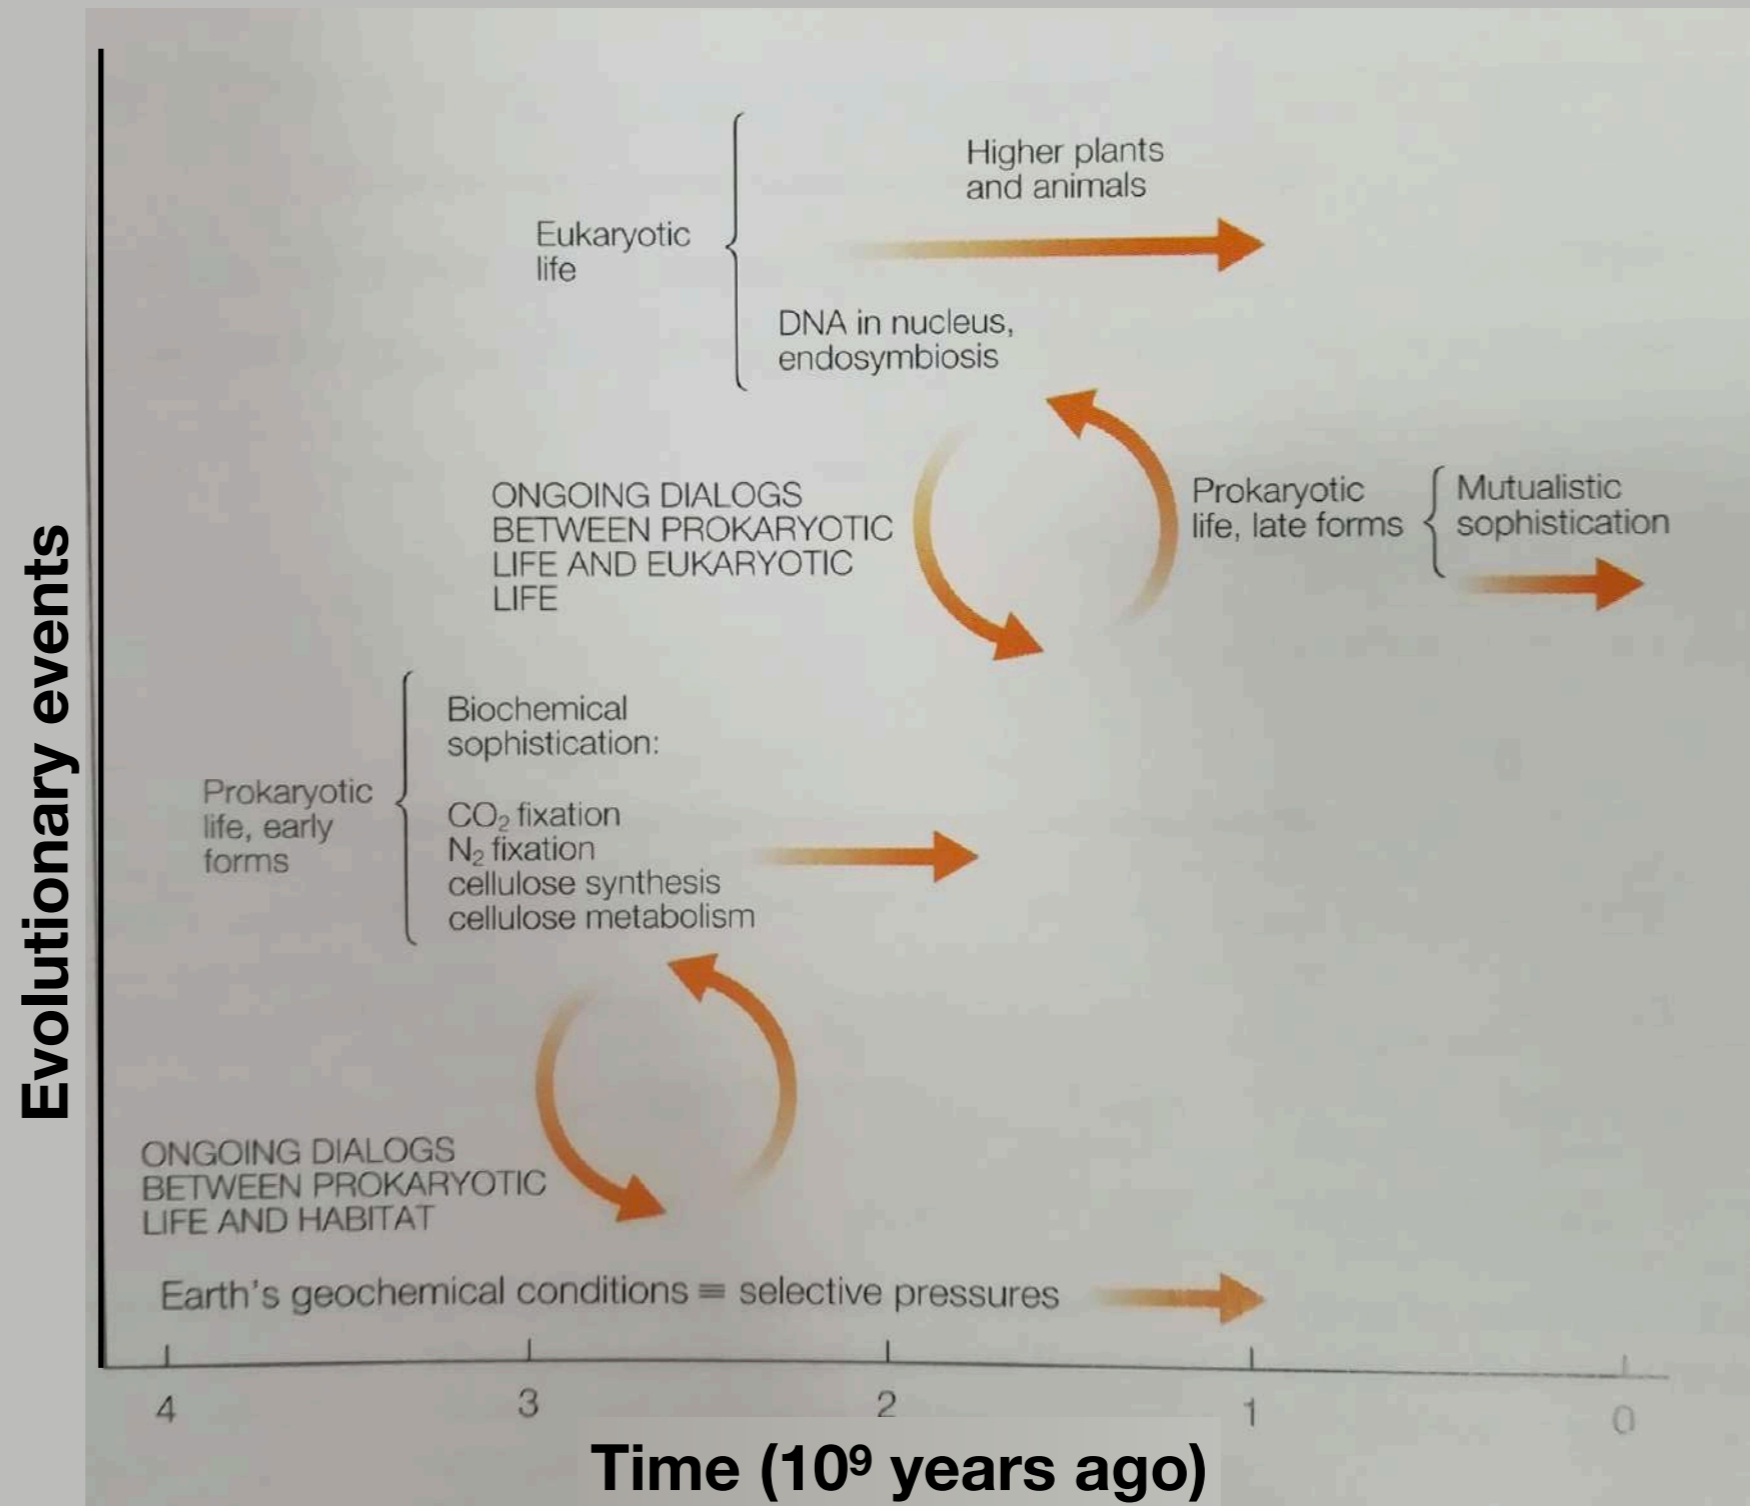 Evolutionary events
Higher plants
and animals
Eukaryotic
life
DNA in nucleus,
endosymbiosis
ONGOING DIALOGS
BETWEEN PROKARYOTIC
LIFE AND EUKARYOTIC
LIFE
Prokaryotic
life, late forms
Mutualistic
sophistication
Biochemical
sophistication:
Prokaryotic
life, early
forms
CO₂ fixation
N₂ fixation
cellulose synthesis
cellulose metabolism
ONGOING DIALOGS
BETWEEN PROKARYOTIC
LIFE AND HABITAT
Earth's geochemical conditions ≡ selective pressures
4 3 2 1 0
Time (10⁹ years ago)